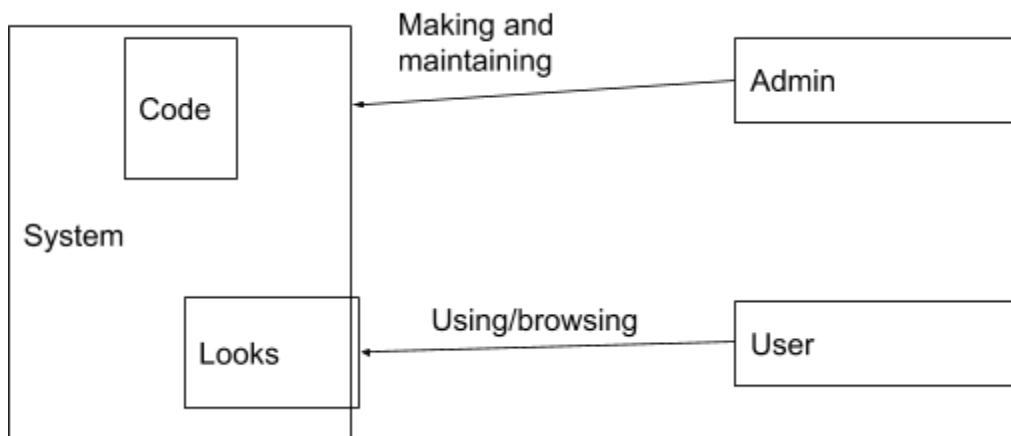 Making and
maintaining
Admin
Code
System
Using/browsing
User
Looks